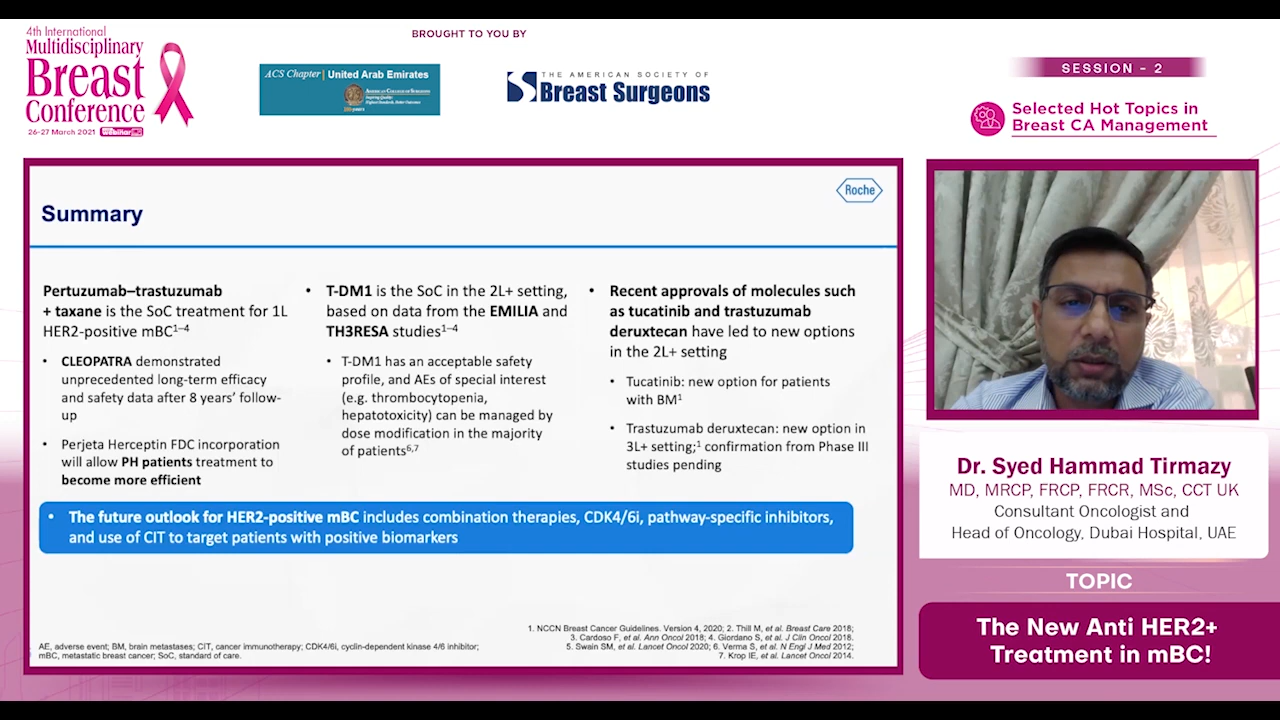 4th International
Multidisciplinary
Breast
Conference
26-27 March 2021 webinar
BROUGHT TO YOU BY
ACS Chapter | United Arab Emirates
AMERICAN COLLEGE OF SURGEONS
Inspiring Quality:
Highest Standards, Better Outcomes
100+years
THE AMERICAN SOCIETY OF
Breast Surgeons
SESSION - 2
Selected Hot Topics in
Breast CA Management
Roche
Summary
Pertuzumab–trastuzumab
+ taxane is the SoC treatment for 1L
HER2-positive mBC1–4
• CLEOPATRA demonstrated
unprecedented long-term efficacy
and safety data after 8 years' follow-
up
• Perjeta Herceptin FDC incorporation
will allow PH patients treatment to
become more efficient
• T-DM1 is the SoC in the 2L+ setting,
based on data from the EMILIA and
TH3RESA studies1–4
• T-DM1 has an acceptable safety
profile, and AEs of special interest
(e.g. thrombocytopenia,
hepatotoxicity) can be managed by
dose modification in the majority
of patients6,7
• Recent approvals of molecules such
as tucatinib and trastuzumab
deruxtecan have led to new options
in the 2L+ setting
• Tucatinib: new option for patients
with BM1
• Trastuzumab deruxtecan: new option in
3L+ setting;1 confirmation from Phase III
studies pending
• The future outlook for HER2-positive mBC includes combination therapies, CDK4/6i, pathway-specific inhibitors,
and use of CIT to target patients with positive biomarkers
AE, adverse event; BM, brain metastases; CIT, cancer immunotherapy; CDK4/6i, cyclin-dependent kinase 4/6 inhibitor;
mBC, metastatic breast cancer; SoC, standard of care.
1. NCCN Breast Cancer Guidelines. Version 4, 2020; 2. Thill M, et al. Breast Care 2018;
3. Cardoso F, et al. Ann Oncol 2018; 4. Giordano S, et al. J Clin Oncol 2018.
5. Swain SM, et al. Lancet Oncol 2020; 6. Verma S, et al. N Engl J Med 2012;
7. Krop IE, et al. Lancet Oncol 2014.
Dr. Syed Hammad Tirmazy
MD, MRCP, FRCP, FRCR, MSc, CCT UK
Consultant Oncologist and
Head of Oncology, Dubai Hospital, UAE
TOPIC
The New Anti HER2+
Treatment in mBC!